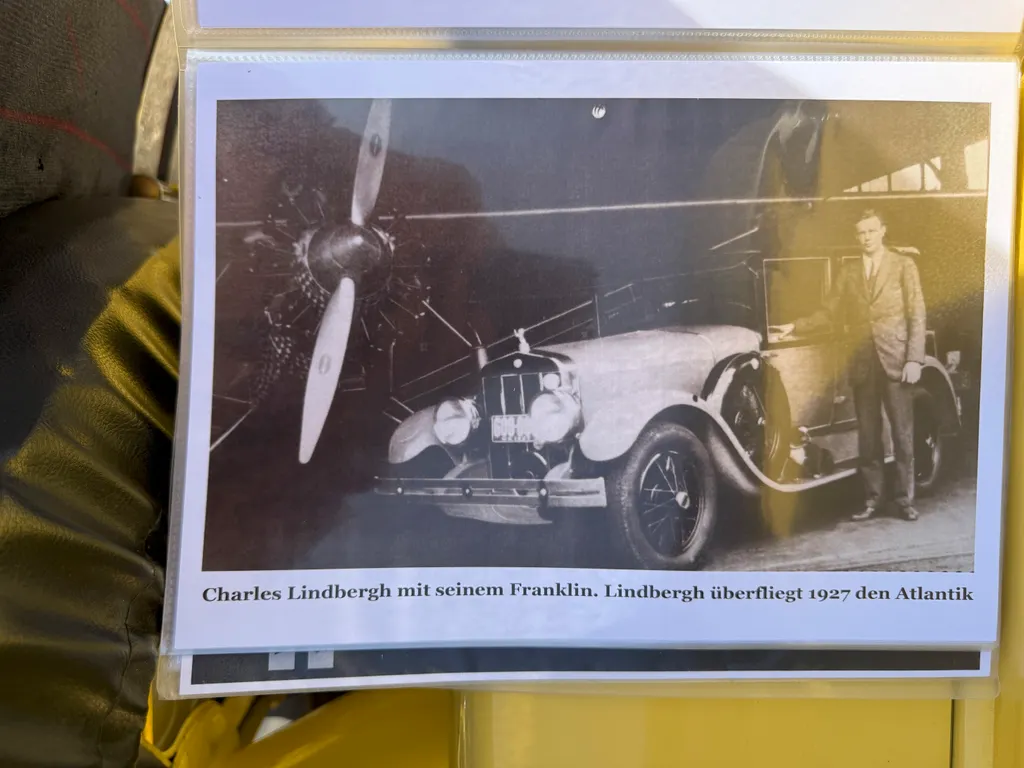 Charles Lindbergh mit seinem Franklin. Lindbergh überfliegt 1927 den Atlantik